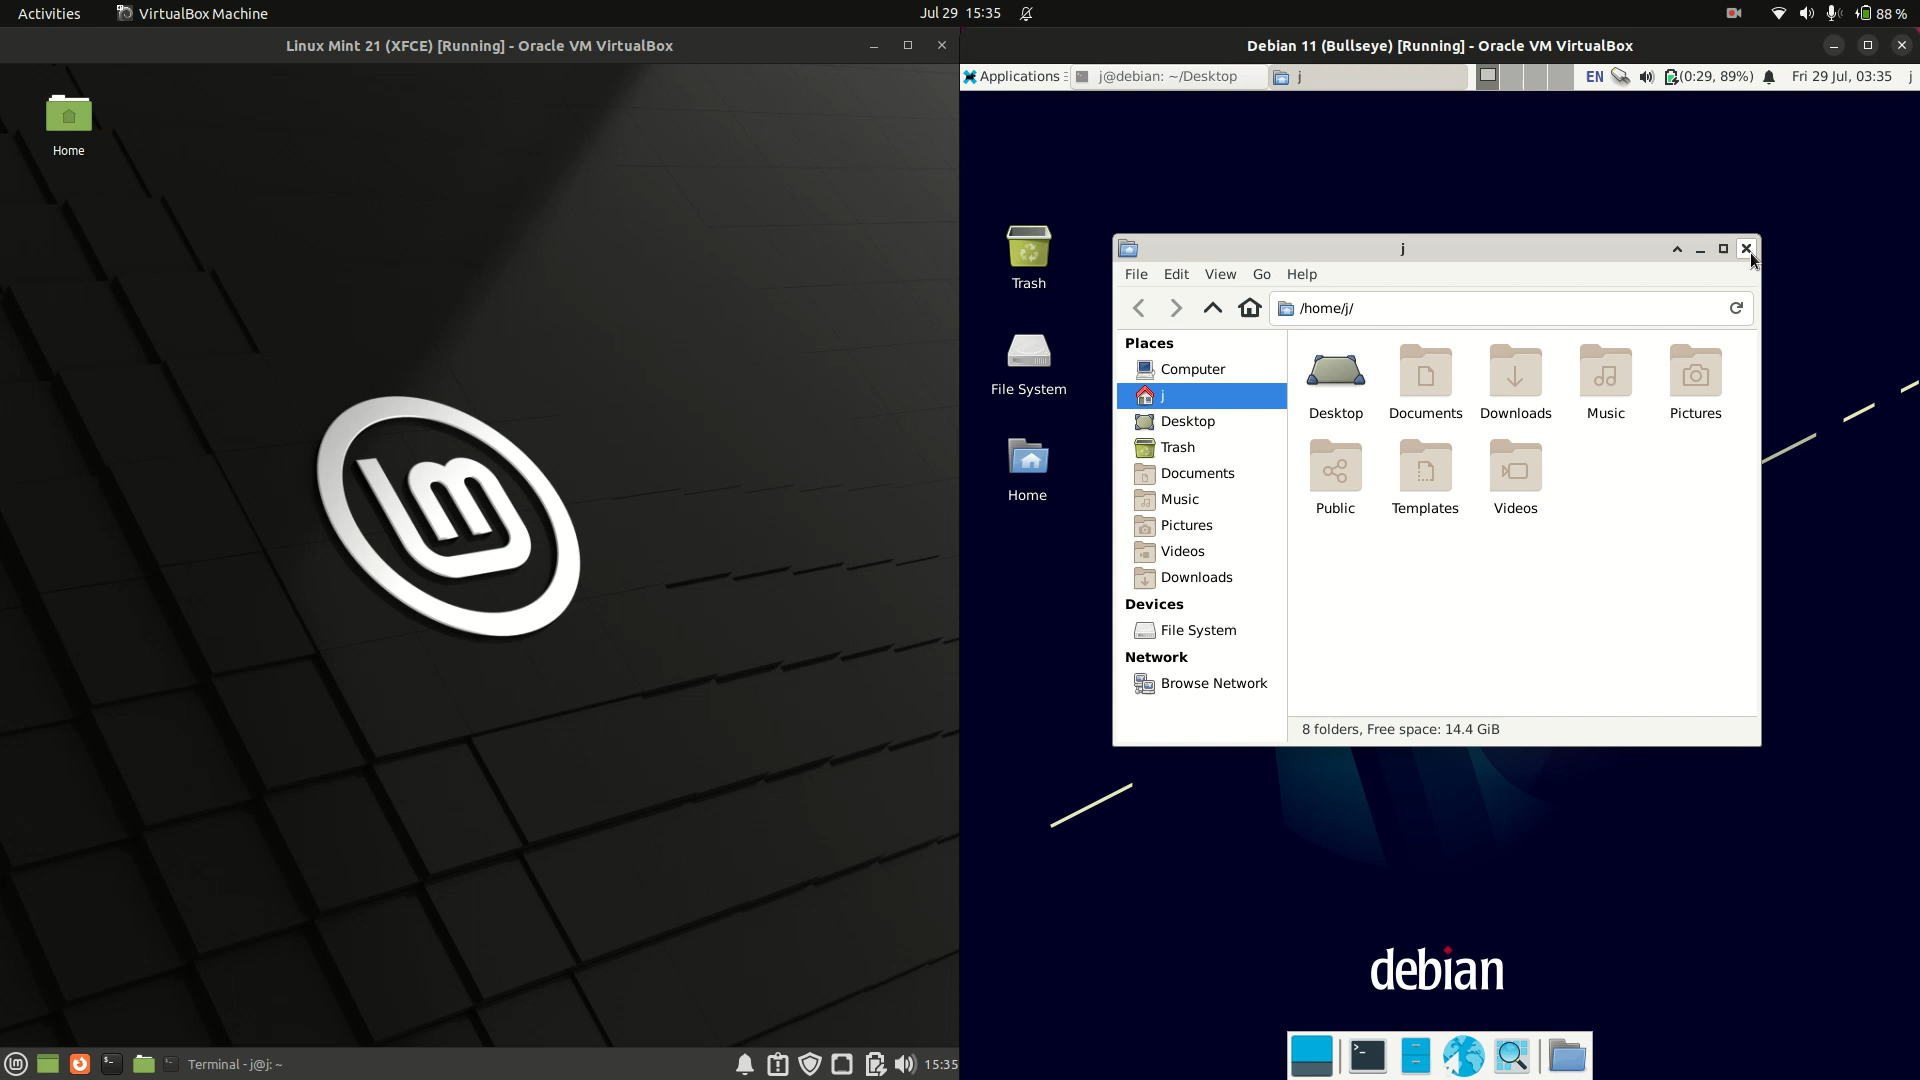 Activities
VirtualBox Machine
Jul 29 15:35
88 %
Linux Mint 21 (XFCE) [Running] - Oracle VM VirtualBox
Home
Terminal - j@j: ~
15:35
Debian 11 (Bullseye) [Running] - Oracle VM VirtualBox
Applications
j@debian: ~/Desktop
j
EN
(0:29, 89%)
Fri 29 Jul, 03:35
j
Trash
File System
Home
j
File Edit View Go Help
/home/j/
Places
Computer
j
Desktop
Trash
Documents
Music
Pictures
Videos
Downloads
Devices
File System
Network
Browse Network
Desktop Documents Downloads Music Pictures
Public Templates Videos
8 folders, Free space: 14.4 GiB
debian